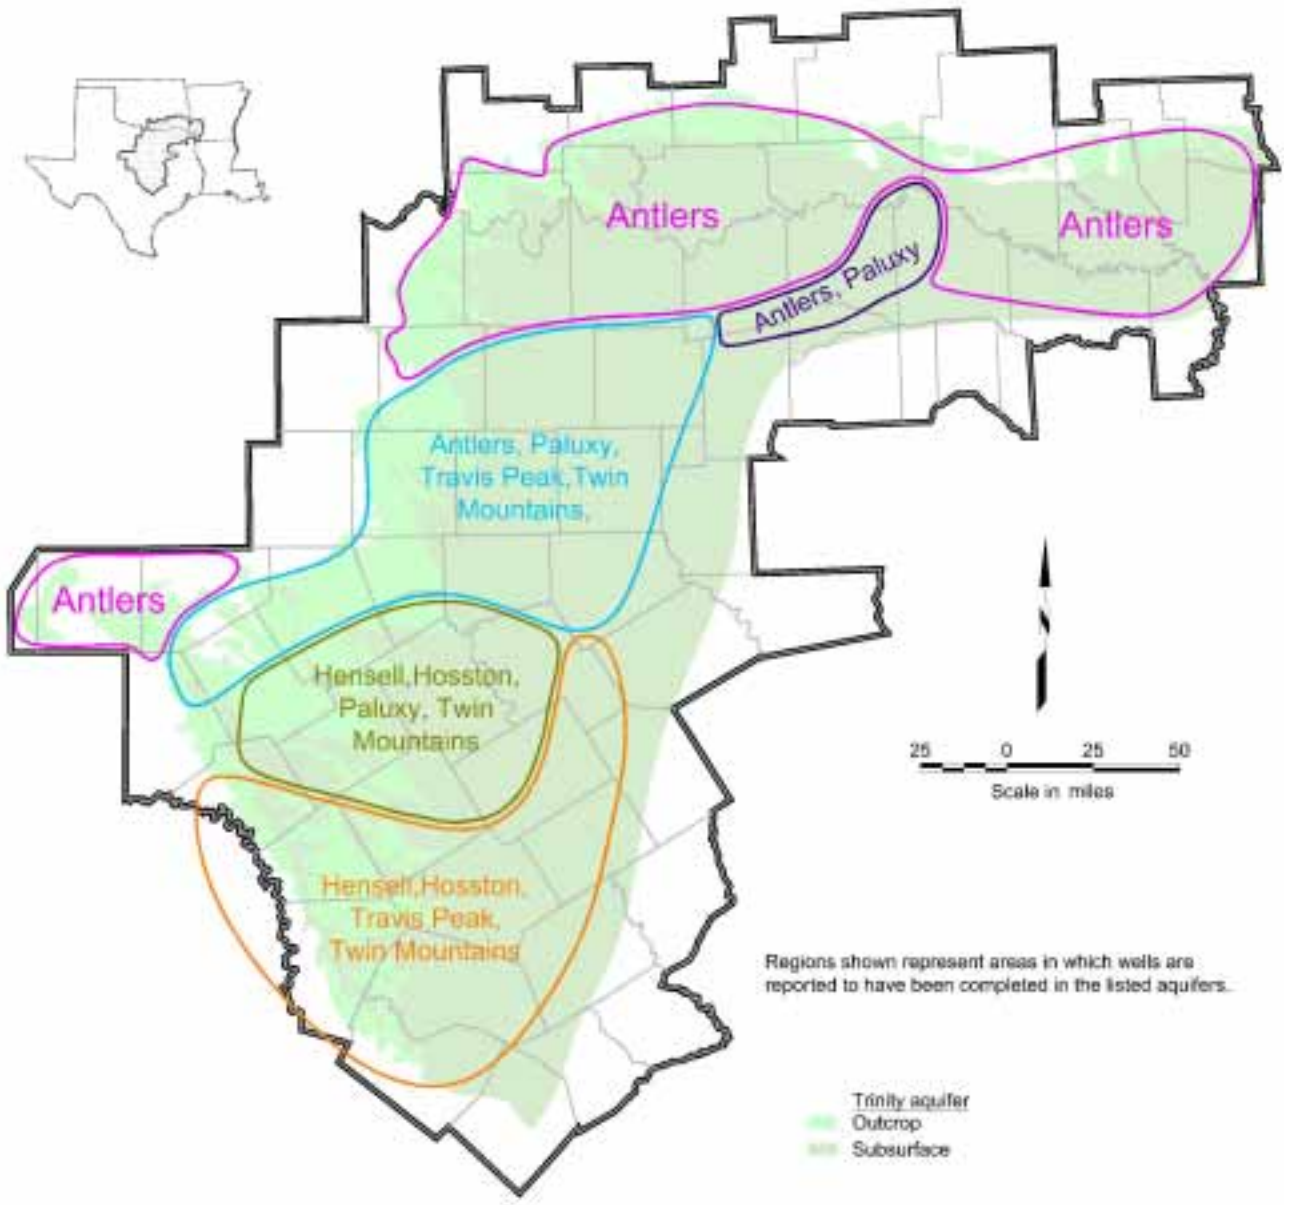 Antlers
Antlers
Antlers, Paluxy
Antlers, Paluxy,
Travis Peak,Twin
Mountains,
Antlers
Hensell,Hosston,
Paluxy, Twin
Mountains
25 0 25 50
Scale in miles
Hensell,Hosston,
Travis Peak,
Twin Mountains
Regions shown represent areas in which wells are
reported to have been completed in the listed aquifers.
Trinity aquifer
Outcrop
Subsurface